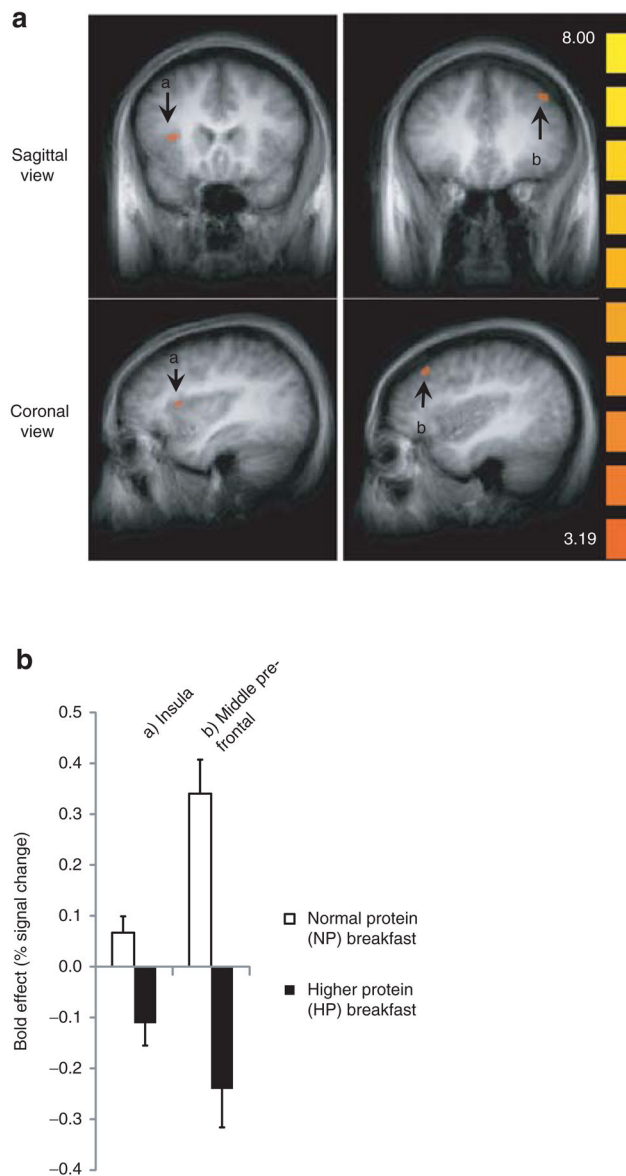 a
8.00
a
b
Sagittal
view
a
b
Coronal
view
3.19
b
a) Insula
b) Middle pre-
frontal
0.5
0.4
0.3
0.2
0.1
0.0
–0.1
–0.2
–0.3
–0.4
Bold effect (% signal change)
Normal protein
(NP) breakfast
Higher protein
(HP) breakfast